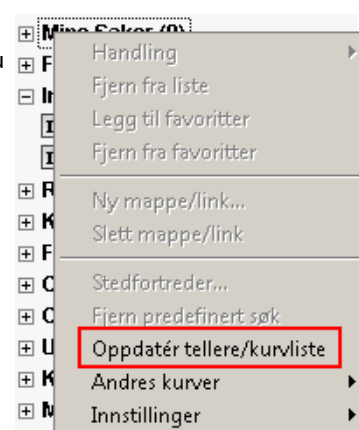 Mine Saker (0)
Handling
Fjern fra liste
Legg til favoritter
Fjern fra favoritter
Ny mappe/link...
Slett mappe/link
Stedfortreder...
Fjern predefinert søk
Oppdatér tellere/kurvliste
Andres kurver
Innstillinger